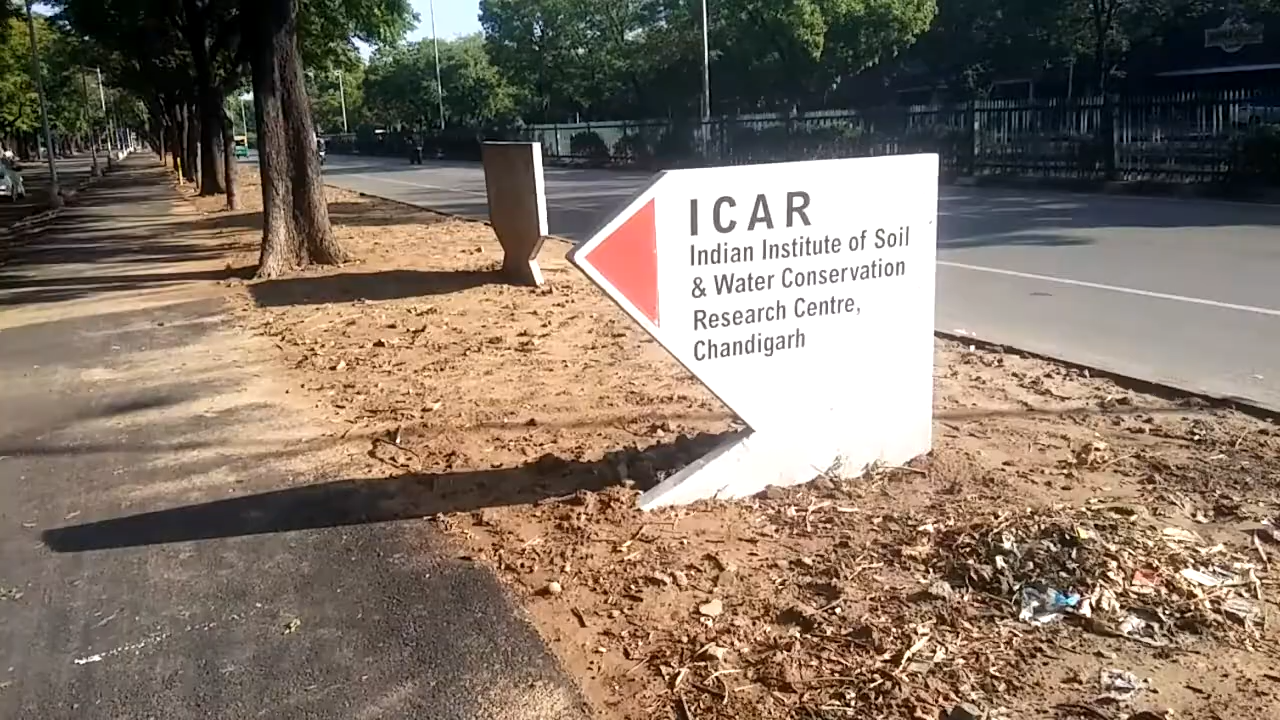 ICAR
Indian Institute of Soil
& Water Conservation
Research Centre,
Chandigarh